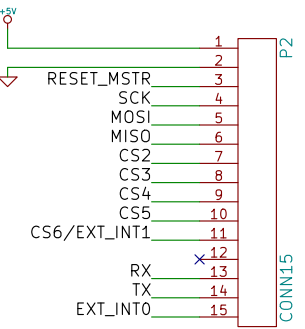 +5V
1
P2
2
RESET_MSTR 3
SCK 4
MOSI 5
MISO 6
CS2 7
CS3 8
CS4 9
CS5 10
CS6/EXT_INT1 11
12
RX 13
TX 14
EXT_INT0 15
CONN15